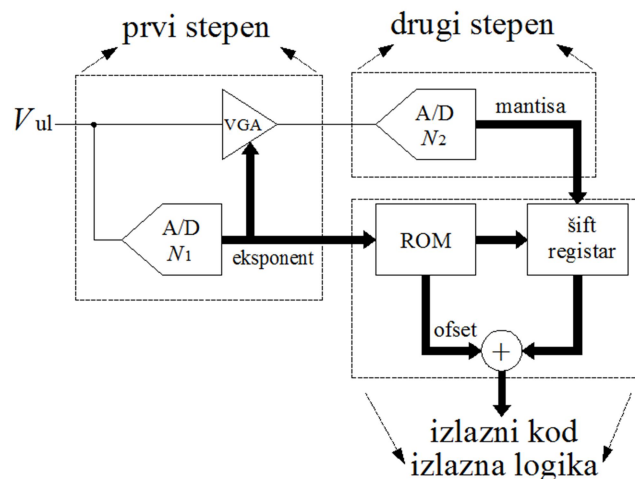 prvi stepen
drugi stepen
Vul
VGA
A/D
N2
mantisa
A/D
N1
eksponent
ROM
šift
registar
ofset
+
izlazni kod
izlazna logika